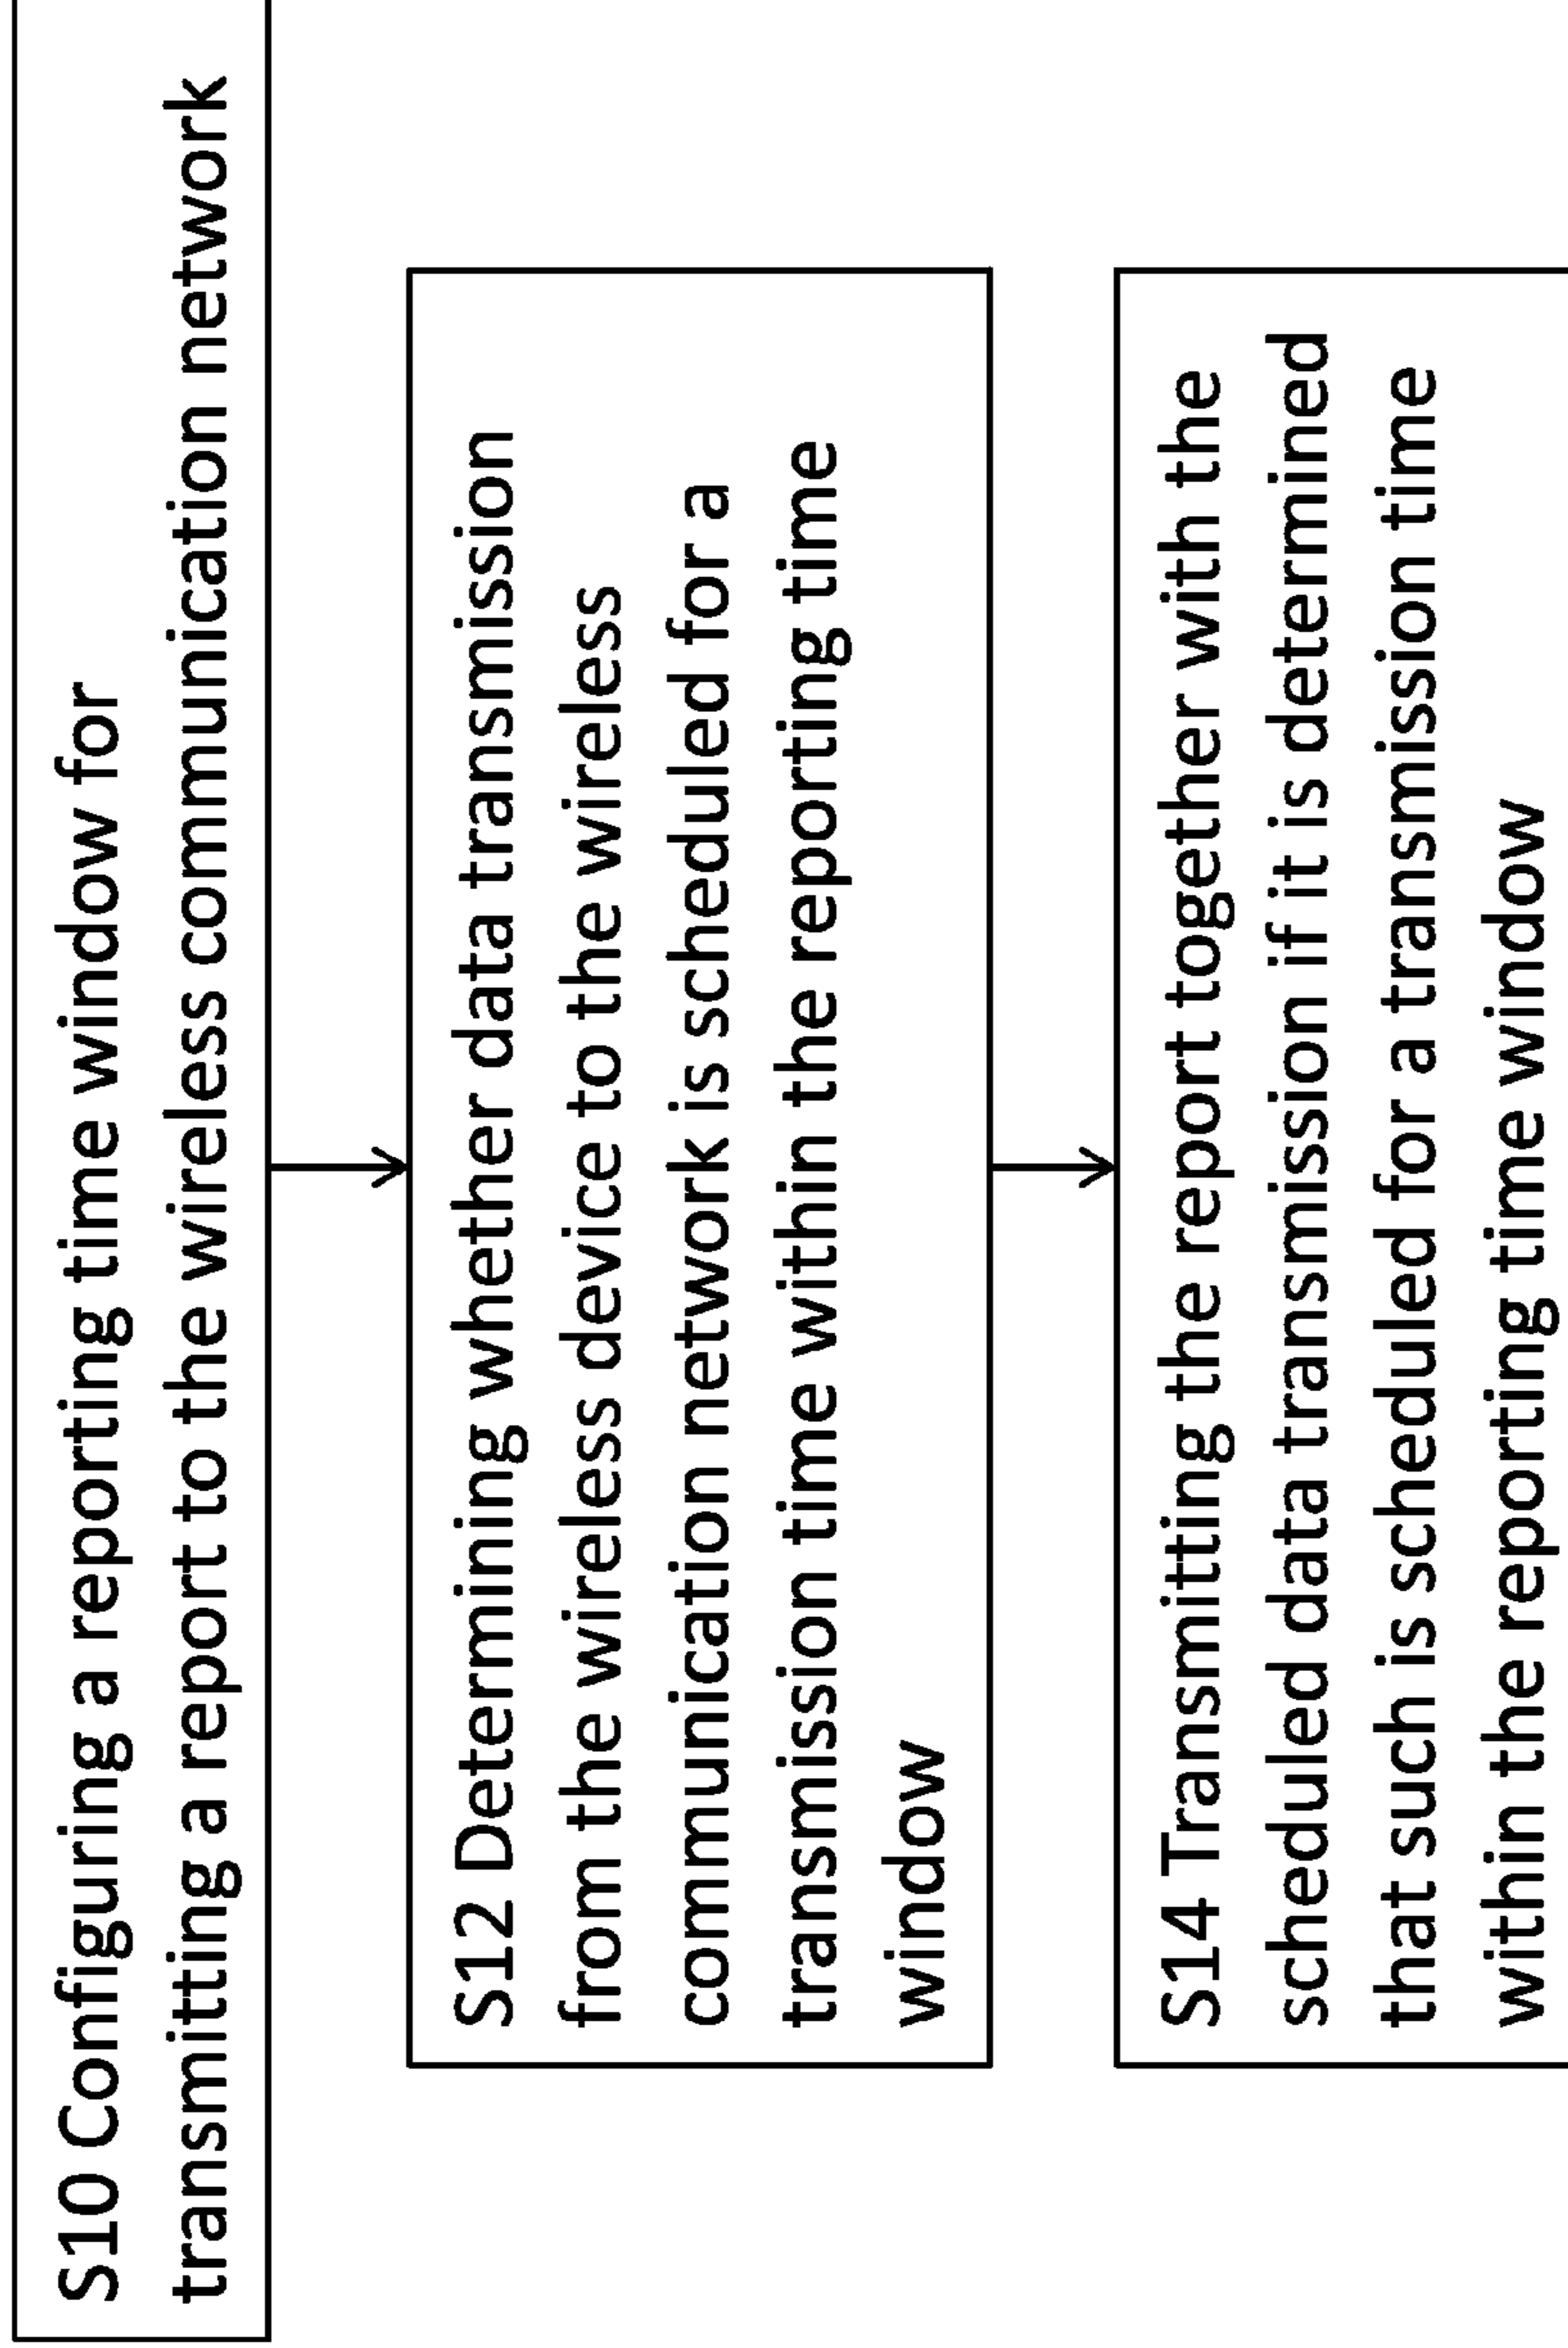 S10 Configuring a reporting time window for
transmitting a report to the wireless communication network
S12 Determining whether data transmission
from the wireless device to the wireless
communication network is scheduled for a
transmission time within the reporting time
window
S14 Transmitting the report together with the
scheduled data transmission if it is determined
that such is scheduled for a transmission time
within the reporting time window